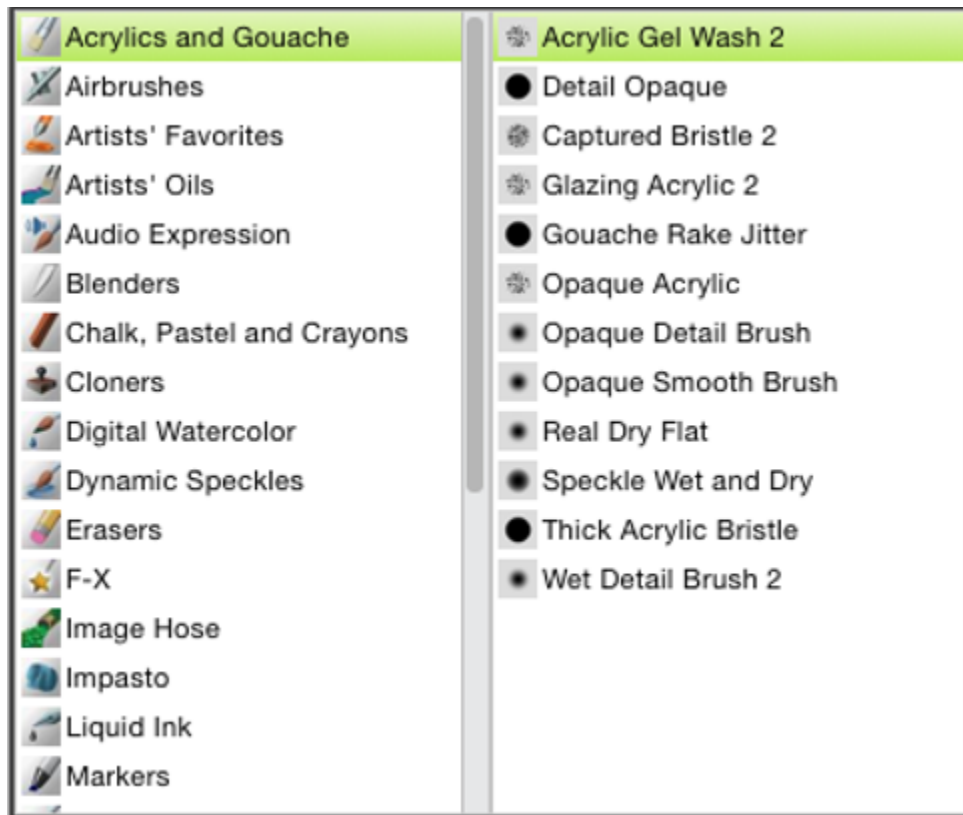 Acrylics and Gouache
Airbrushes
Artists' Favorites
Artists' Oils
Audio Expression
Blenders
Chalk, Pastel and Crayons
Cloners
Digital Watercolor
Dynamic Speckles
Erasers
F-X
Image Hose
Impasto
Liquid Ink
Markers
Acrylic Gel Wash 2
Detail Opaque
Captured Bristle 2
Glazing Acrylic 2
Gouache Rake Jitter
Opaque Acrylic
Opaque Detail Brush
Opaque Smooth Brush
Real Dry Flat
Speckle Wet and Dry
Thick Acrylic Bristle
Wet Detail Brush 2